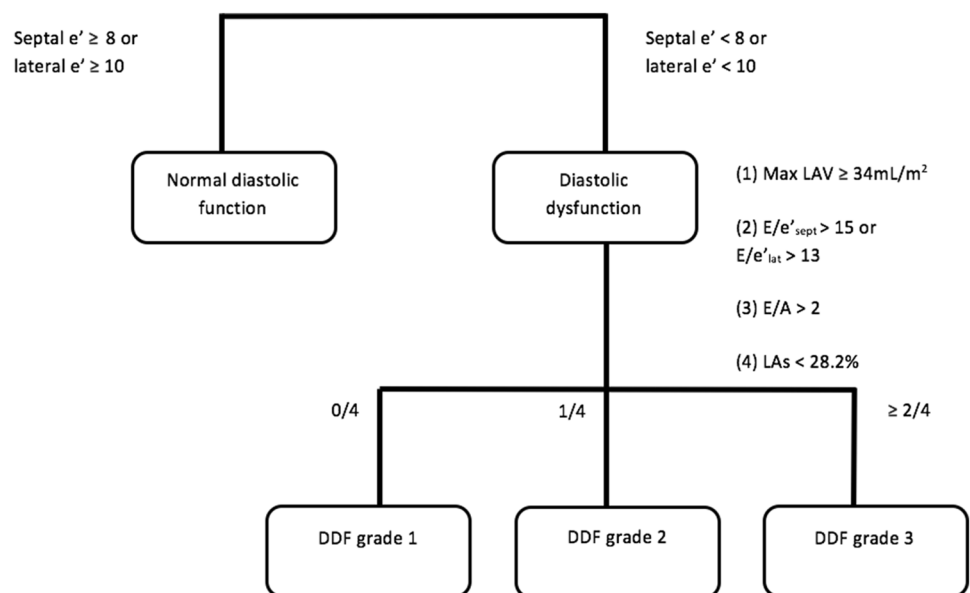 Septal e’ ≥ 8 or
lateral e’ ≥ 10
Septal e’ < 8 or
lateral e’ < 10
Normal diastolic
function
Diastolic
dysfunction
(1) Max LAV ≥ 34mL/m²
(2) E/e’sept > 15 or
E/e’lat > 13
(3) E/A > 2
(4) LAs < 28.2%
0/4
1/4
≥ 2/4
DDF grade 1
DDF grade 2
DDF grade 3